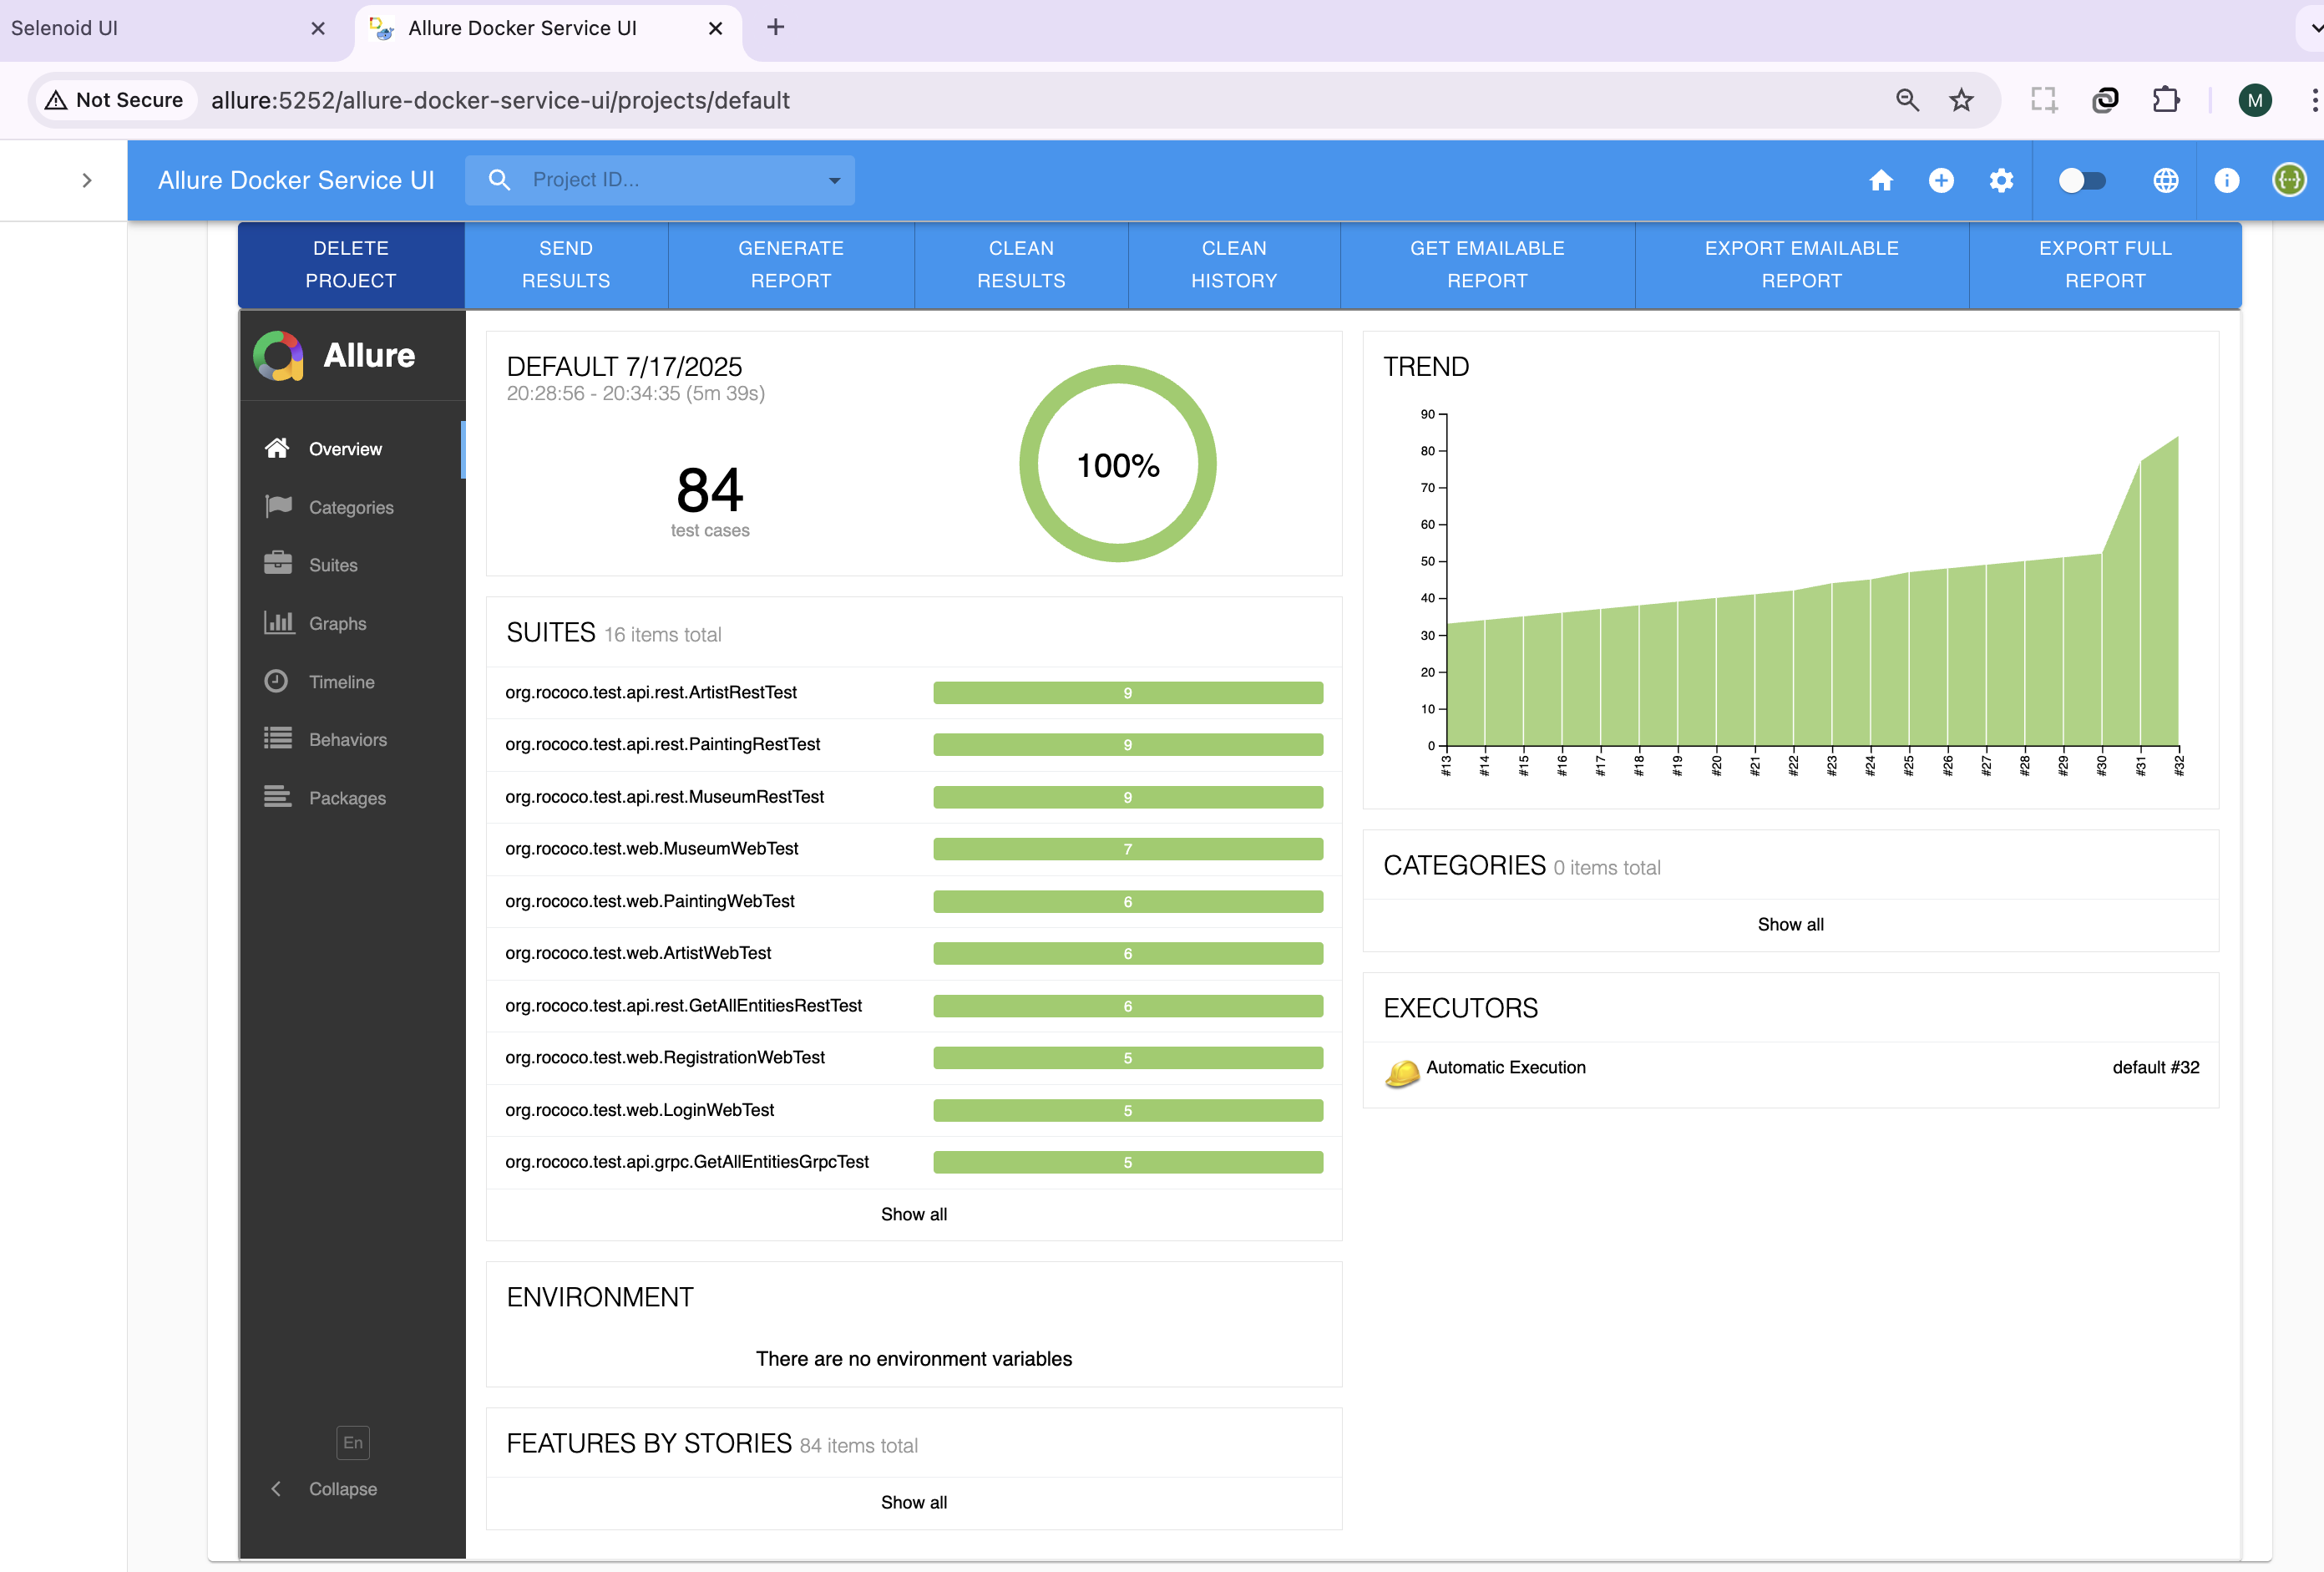 Selenoid UI
Allure Docker Service UI
Not Secure
allure:5252/allure-docker-service-ui/projects/default
M
Allure Docker Service UI
Project ID...
DELETE PROJECT
SEND RESULTS
GENERATE REPORT
CLEAN RESULTS
CLEAN HISTORY
GET EMAILABLE REPORT
EXPORT EMAILABLE REPORT
EXPORT FULL REPORT
Allure
Overview
Categories
Suites
Graphs
Timeline
Behaviors
Packages
En
Collapse
DEFAULT 7/17/2025
20:28:56 - 20:34:35 (5m 39s)
84
test cases
100%
SUITES 16 items total
org.rococo.test.api.rest.ArtistRestTest 9
org.rococo.test.api.rest.PaintingRestTest 9
org.rococo.test.api.rest.MuseumRestTest 9
org.rococo.test.web.MuseumWebTest 7
org.rococo.test.web.PaintingWebTest 6
org.rococo.test.web.ArtistWebTest 6
org.rococo.test.api.rest.GetAllEntitiesRestTest 6
org.rococo.test.web.RegistrationWebTest 5
org.rococo.test.web.LoginWebTest 5
org.rococo.test.api.grpc.GetAllEntitiesGrpcTest 5
Show all
ENVIRONMENT
There are no environment variables
FEATURES BY STORIES 84 items total
Show all
TREND
90
80
70
60
50
40
30
20
10
0
#13
#14
#15
#16
#17
#18
#19
#20
#21
#22
#23
#24
#25
#26
#27
#28
#29
#30
#31
#32
CATEGORIES 0 items total
Show all
EXECUTORS
Automatic Execution default #32